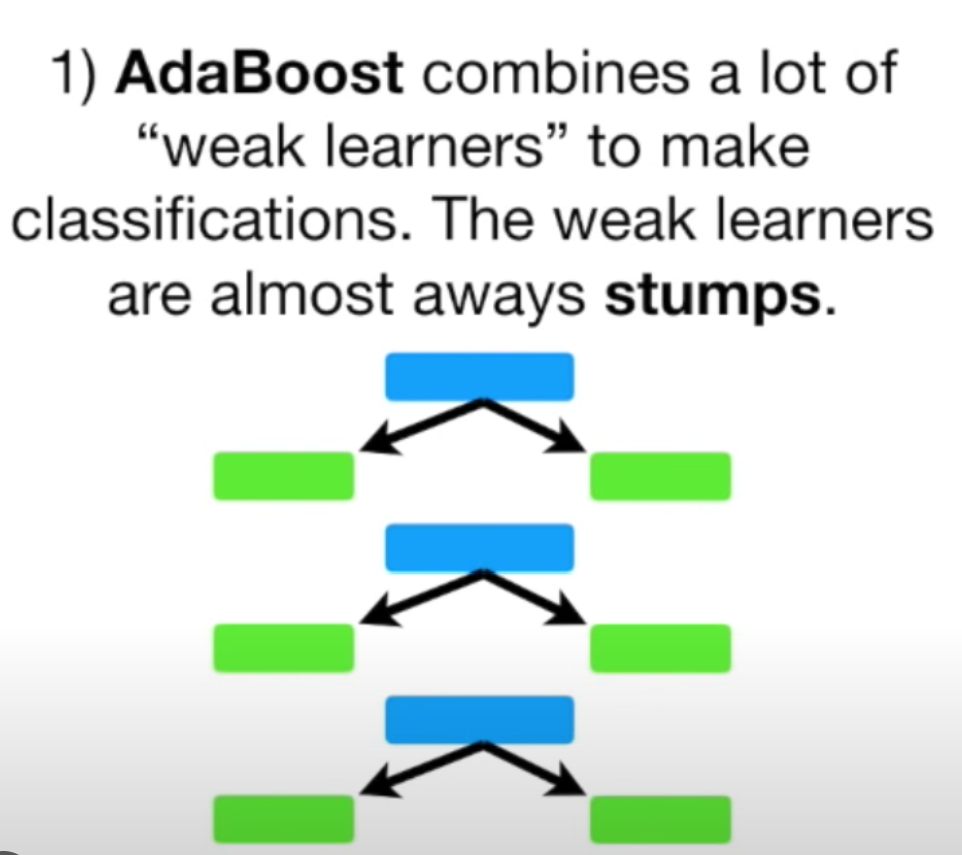 1) AdaBoost combines a lot of
“weak learners” to make
classifications. The weak learners
are almost aways stumps.